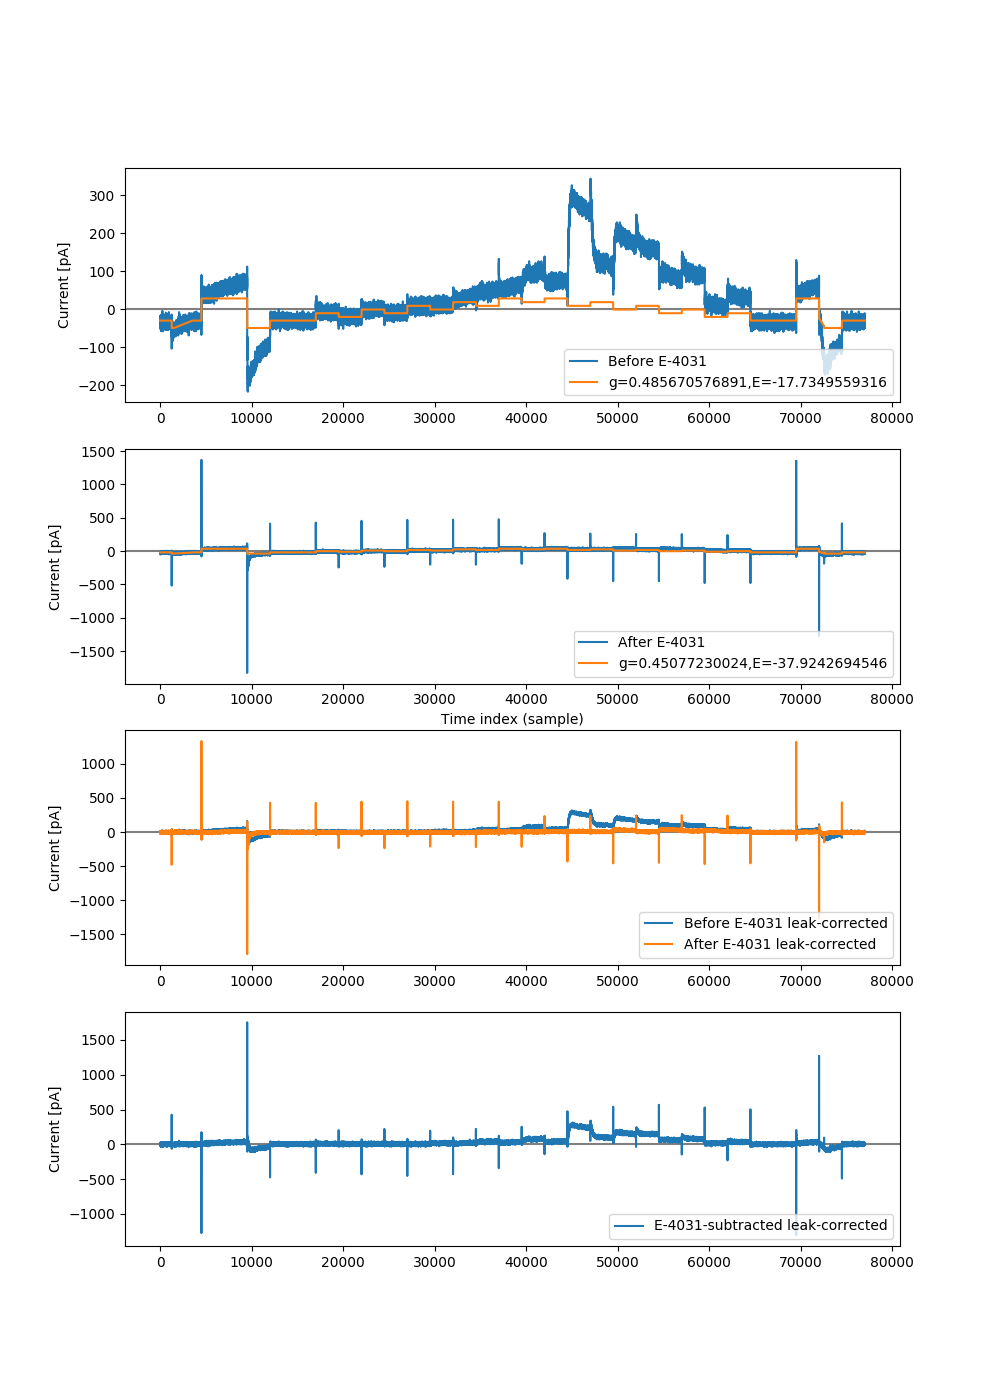 Current [pA]
300
200
100
0
−100
−200
Before E-4031
g=0.485670576891,E=-17.7349559316
0 10000 20000 30000 40000 50000 60000 70000 80000
Current [pA]
1500
1000
500
0
−500
−1000
−1500
After E-4031
g=0.45077230024,E=-37.9242694546
0 10000 20000 30000 40000 50000 60000 70000 80000
Time index (sample)
Current [pA]
1000
500
0
−500
−1000
−1500
Before E-4031 leak-corrected
After E-4031 leak-corrected
0 10000 20000 30000 40000 50000 60000 70000 80000
Current [pA]
1500
1000
500
0
−500
−1000
E-4031-subtracted leak-corrected
0 10000 20000 30000 40000 50000 60000 70000 80000